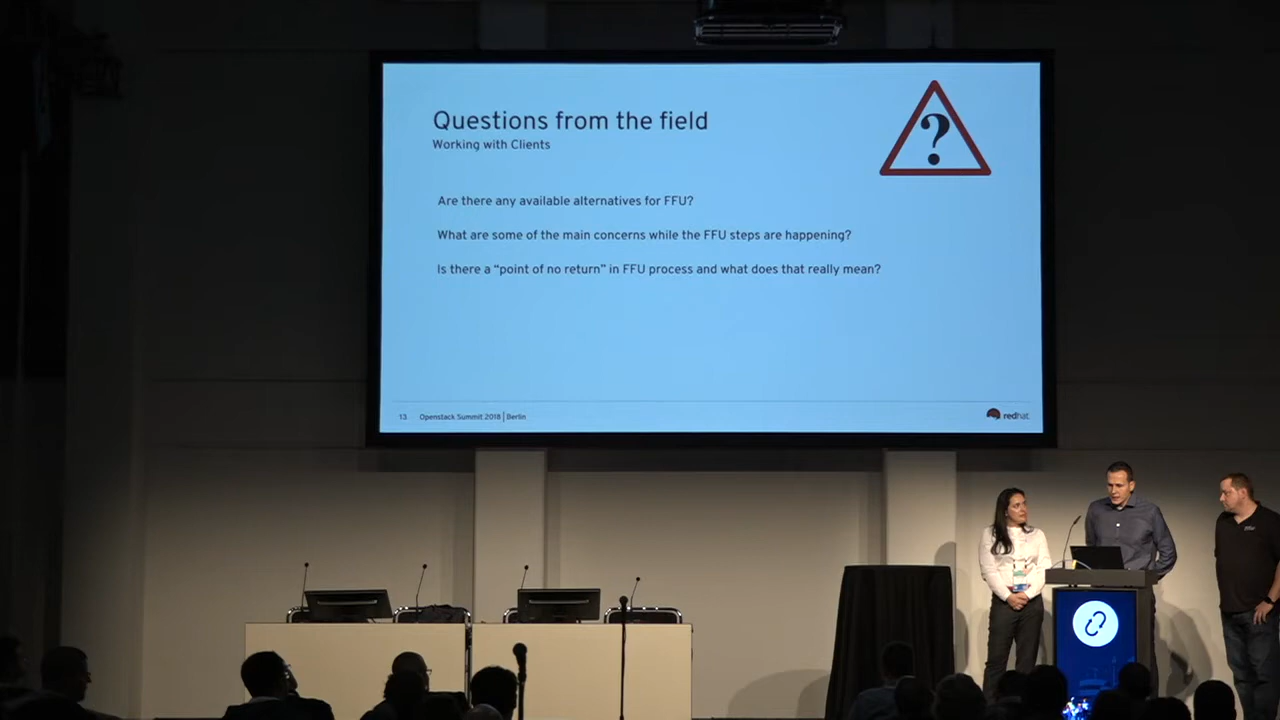 Questions from the field
Working with Clients
?
Are there any available alternatives for FFU?
What are some of the main concerns while the FFU steps are happening?
Is there a “point of no return” in FFU process and what does that really mean?
13 Openstack Summit 2018 | Berlin
redhat